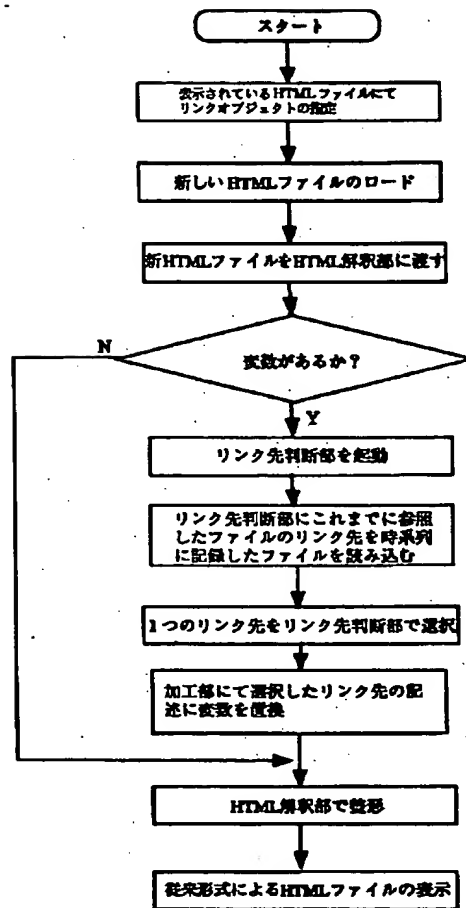 スタート
表示されているHTMLファイルにて
リンクオブジェクトの指定
新しいHTMLファイルのロード
新HTMLファイルをHTML解釈部に渡す
変数があるか？
N
Y
リンク先判断部を起動
リンク先判断部にこれまでに参照
したファイルのリンク先を時系列
に記録したファイルを読み込む
1つのリンク先をリンク先判断部で選択
加工部にて選択したリンク先の記
述に変数を置換
HTML解釈部で整形
従来形式によるHTMLファイルの表示